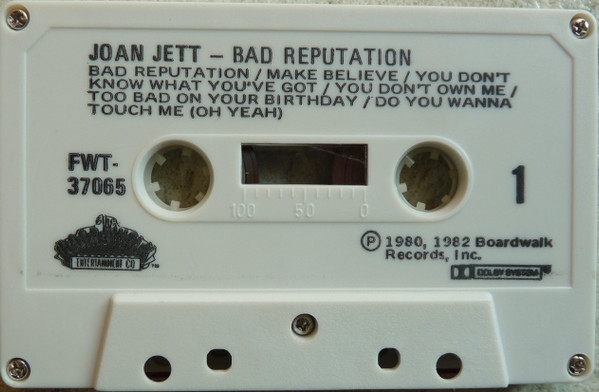 JOAN JETT – BAD REPUTATION
BAD REPUTATION / MAKE BELIEVE / YOU DON'T
KNOW WHAT YOU'VE GOT / YOU DON'T OWN ME /
TOO BAD ON YOUR BIRTHDAY / DO YOU WANNA
TOUCH ME (OH YEAH)
FWT-
37065
100 50 0
1
ENTERTAINMENT CO
TM
Ⓟ 1980, 1982 Boardwalk
Records, Inc.
DOLBY SYSTEM